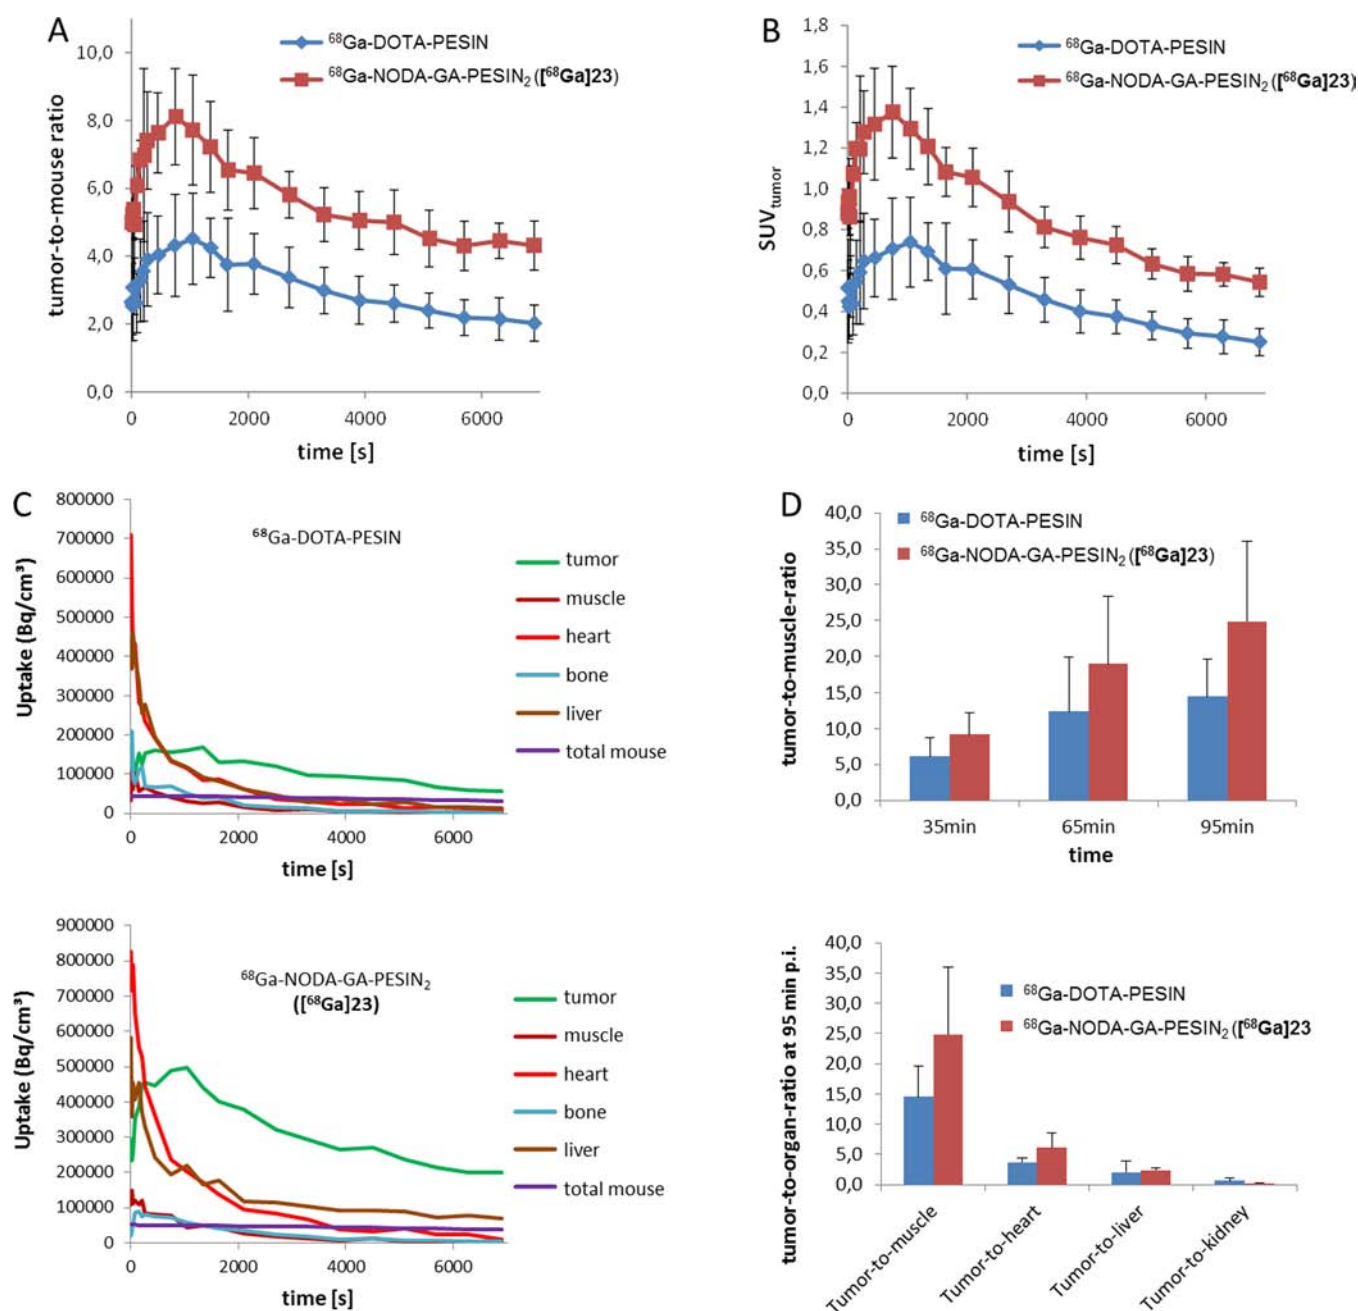 A
⁶⁸Ga-DOTA-PESIN
⁶⁸Ga-NODA-GA-PESIN₂ ([⁶⁸Ga]23)
tumor-to-mouse ratio
10,0
8,0
6,0
4,0
2,0
0,0
0 2000 4000 6000
time [s]
B
⁶⁸Ga-DOTA-PESIN
⁶⁸Ga-NODA-GA-PESIN₂ ([⁶⁸Ga]23)
SUVtumor
1,8
1,6
1,4
1,2
1,0
0,8
0,6
0,4
0,2
0,0
0 2000 4000 6000
time [s]
C
⁶⁸Ga-DOTA-PESIN
Uptake (Bq/cm³)
800000
700000
600000
500000
400000
300000
200000
100000
0
0 2000 4000 6000
time [s]
tumor
muscle
heart
bone
liver
total mouse
D
⁶⁸Ga-DOTA-PESIN
⁶⁸Ga-NODA-GA-PESIN₂ ([⁶⁸Ga]23)
tumor-to-muscle-ratio
40,0
35,0
30,0
25,0
20,0
15,0
10,0
5,0
0,0
35min 65min 95min
time
⁶⁸Ga-NODA-GA-PESIN₂
([⁶⁸Ga]23)
Uptake (Bq/cm³)
900000
800000
700000
600000
500000
400000
300000
200000
100000
0
0 2000 4000 6000
time [s]
tumor
muscle
heart
bone
liver
total mouse
⁶⁸Ga-DOTA-PESIN
⁶⁸Ga-NODA-GA-PESIN₂ ([⁶⁸Ga]23
tumor-to-organ-ratio at 95 min p.i.
40,0
35,0
30,0
25,0
20,0
15,0
10,0
5,0
0,0
Tumor-to-muscle
Tumor-to-heart
Tumor-to-liver
Tumor-to-kidney